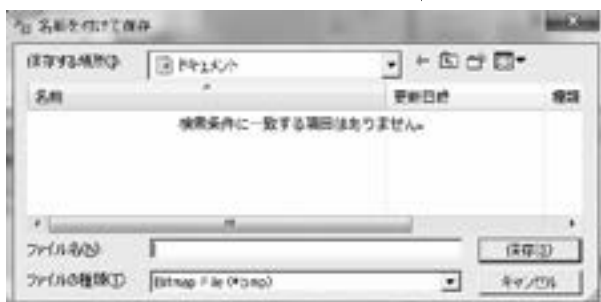 名前を付けて保存
保存する場所(I): ドキュメント
名前 更新日時 種類
検索条件に一致する項目はありません。
ファイル名(N): 保存(S)
ファイルの種類(T): Bitmap File (*.bmp) キャンセル